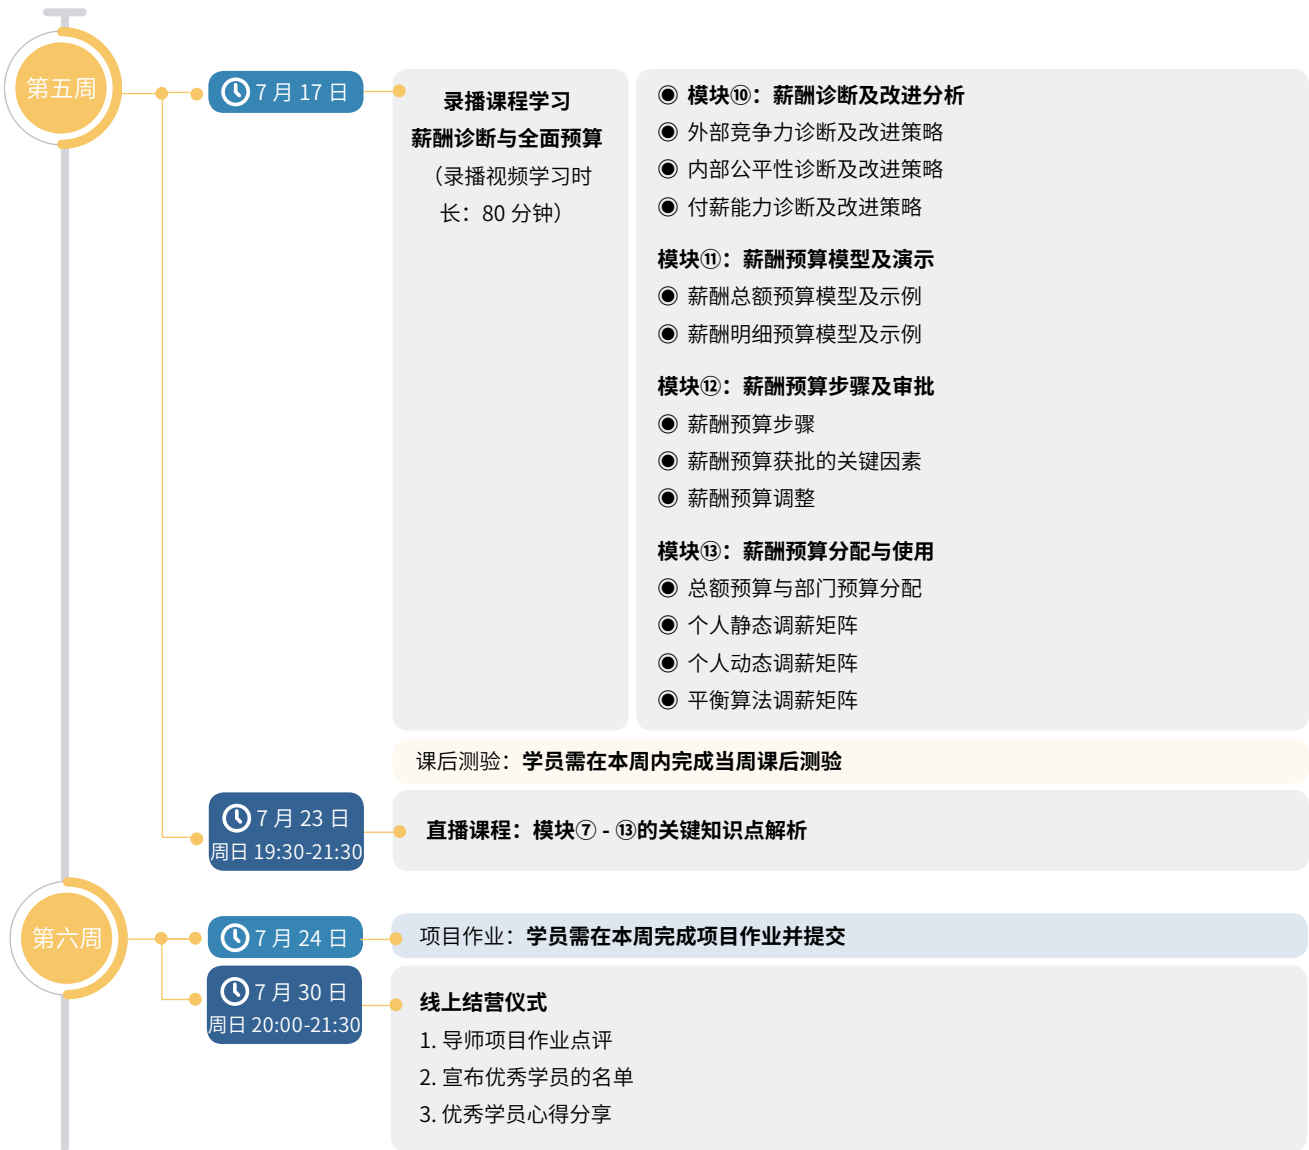 第五周
7 月 17 日
录播课程学习
薪酬诊断与全面预算
（录播视频学习时
长：80 分钟）
◉ 模块⑩：薪酬诊断及改进分析
◉ 外部竞争力诊断及改进策略
◉ 内部公平性诊断及改进策略
◉ 付薪能力诊断及改进策略
模块⑪：薪酬预算模型及演示
◉ 薪酬总额预算模型及示例
◉ 薪酬明细预算模型及示例
模块⑫：薪酬预算步骤及审批
◉ 薪酬预算步骤
◉ 薪酬预算获批的关键因素
◉ 薪酬预算调整
模块⑬：薪酬预算分配与使用
◉ 总额预算与部门预算分配
◉ 个人静态调薪矩阵
◉ 个人动态调薪矩阵
◉ 平衡算法调薪矩阵
课后测验：学员需在本周内完成当周课后测验
7 月 23 日
周日 19:30-21:30
直播课程：模块⑦ - ⑬的关键知识点解析
第六周
7 月 24 日
项目作业：学员需在本周完成项目作业并提交
7 月 30 日
周日 20:00-21:30
线上结营仪式
1. 导师项目作业点评
2. 宣布优秀学员的名单
3. 优秀学员心得分享